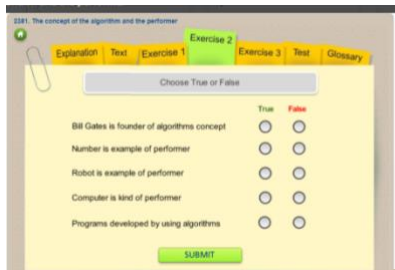 2281. The concept of the algorithm and the performer
Explanation Text Exercise 1 Exercise 2 Exercise 3 Test Glossary
Choose True or False
True False
Bill Gates is founder of algorithms concept
Number is example of performer
Robot is example of performer
Computer is kind of performer
Programs developed by using algorithms
SUBMIT